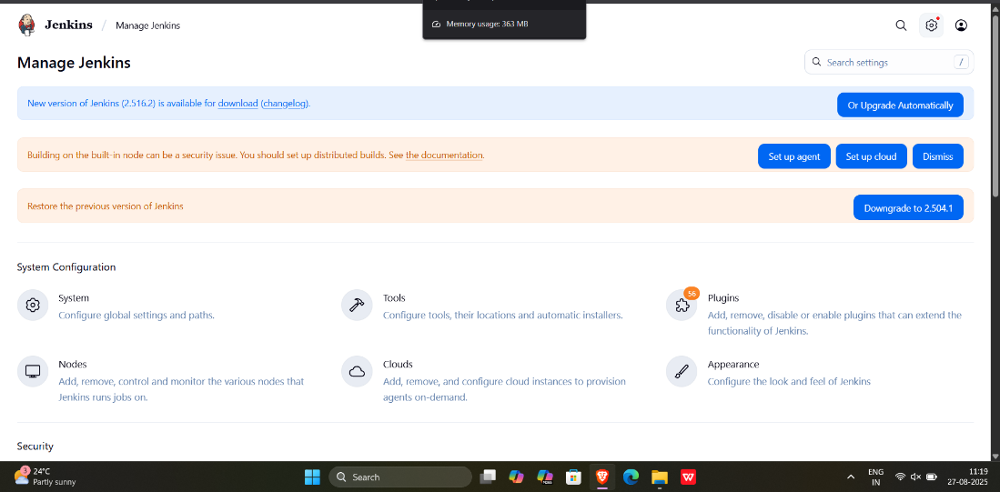 Memory usage: 363 MB
Jenkins / Manage Jenkins
Manage Jenkins
Search settings /
New version of Jenkins (2.516.2) is available for download (changelog).
Or Upgrade Automatically
Building on the built-in node can be a security issue. You should set up distributed builds. See the documentation.
Set up agent
Set up cloud
Dismiss
Restore the previous version of Jenkins
Downgrade to 2.504.1
System Configuration
System
Configure global settings and paths.
Tools
Configure tools, their locations and automatic installers.
56
Plugins
Add, remove, disable or enable plugins that can extend the
functionality of Jenkins.
Nodes
Add, remove, control and monitor the various nodes that
Jenkins runs jobs on.
Clouds
Add, remove, and configure cloud instances to provision
agents on-demand.
Appearance
Configure the look and feel of Jenkins
Security
3
24°C
Partly sunny
Search
W
ENG
IN
11:19
27-08-2025